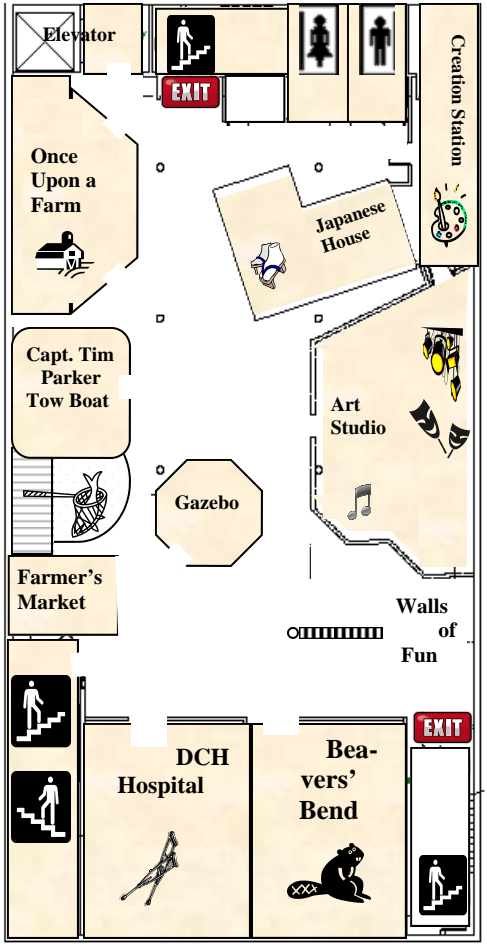 Elevator
EXIT
Creation Station
Once
Upon a
Farm
Japanese
House
Capt. Tim
Parker
Tow Boat
Art
Studio
Gazebo
Farmer's
Market
Walls
of
Fun
EXIT
DCH
Hospital
Bea-
vers'
Bend